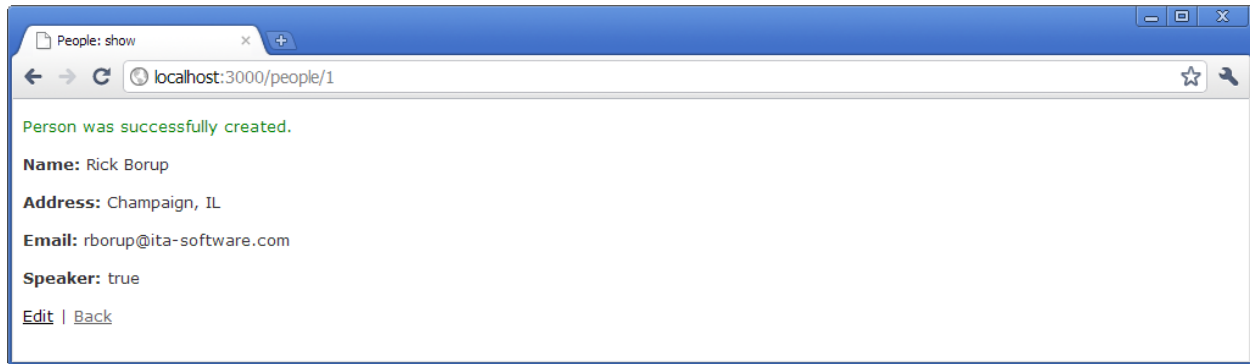 People: show
localhost:3000/people/1
Person was successfully created.
Name: Rick Borup
Address: Champaign, IL
Email: rborup@ita-software.com
Speaker: true
Edit | Back